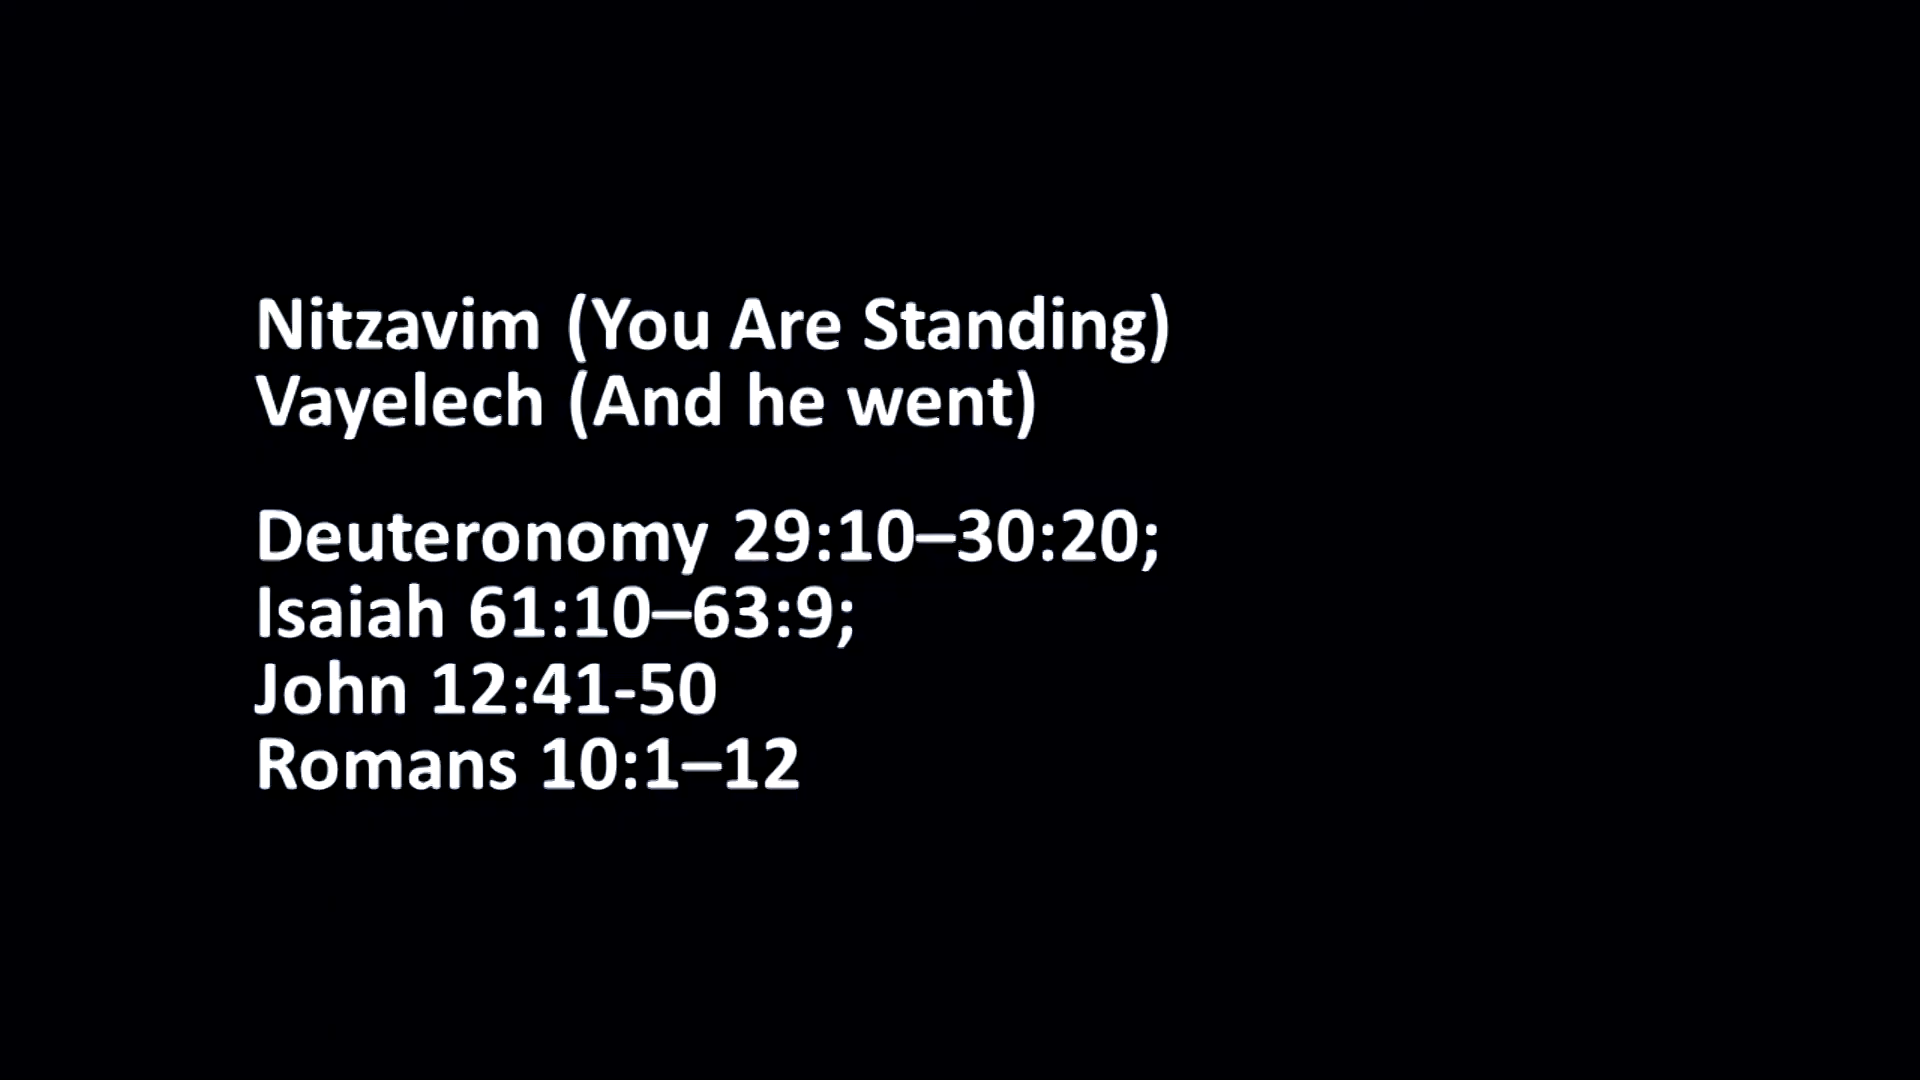 Nitzavim (You Are Standing)
Vayelech (And he went)
Deuteronomy 29:10–30:20;
Isaiah 61:10–63:9;
John 12:41-50
Romans 10:1–12